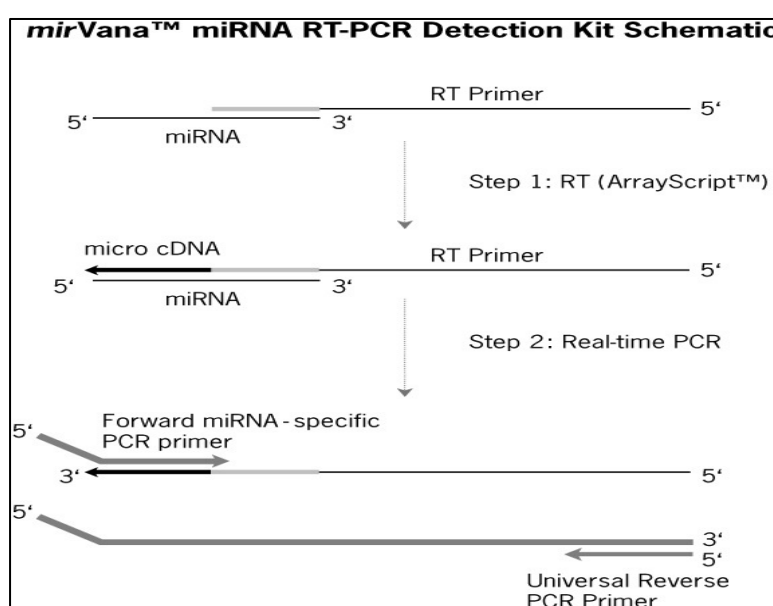 mirVana™ miRNA RT-PCR Detection Kit Schematic
RT Primer
5‘
5‘
3‘
miRNA
Step 1: RT (ArrayScript™)
micro cDNA
RT Primer
5‘
5‘
3‘
miRNA
Step 2: Real-time PCR
Forward miRNA-specific
PCR primer
5‘
3‘
5‘
5‘
3‘
5‘
Universal Reverse
PCR Primer